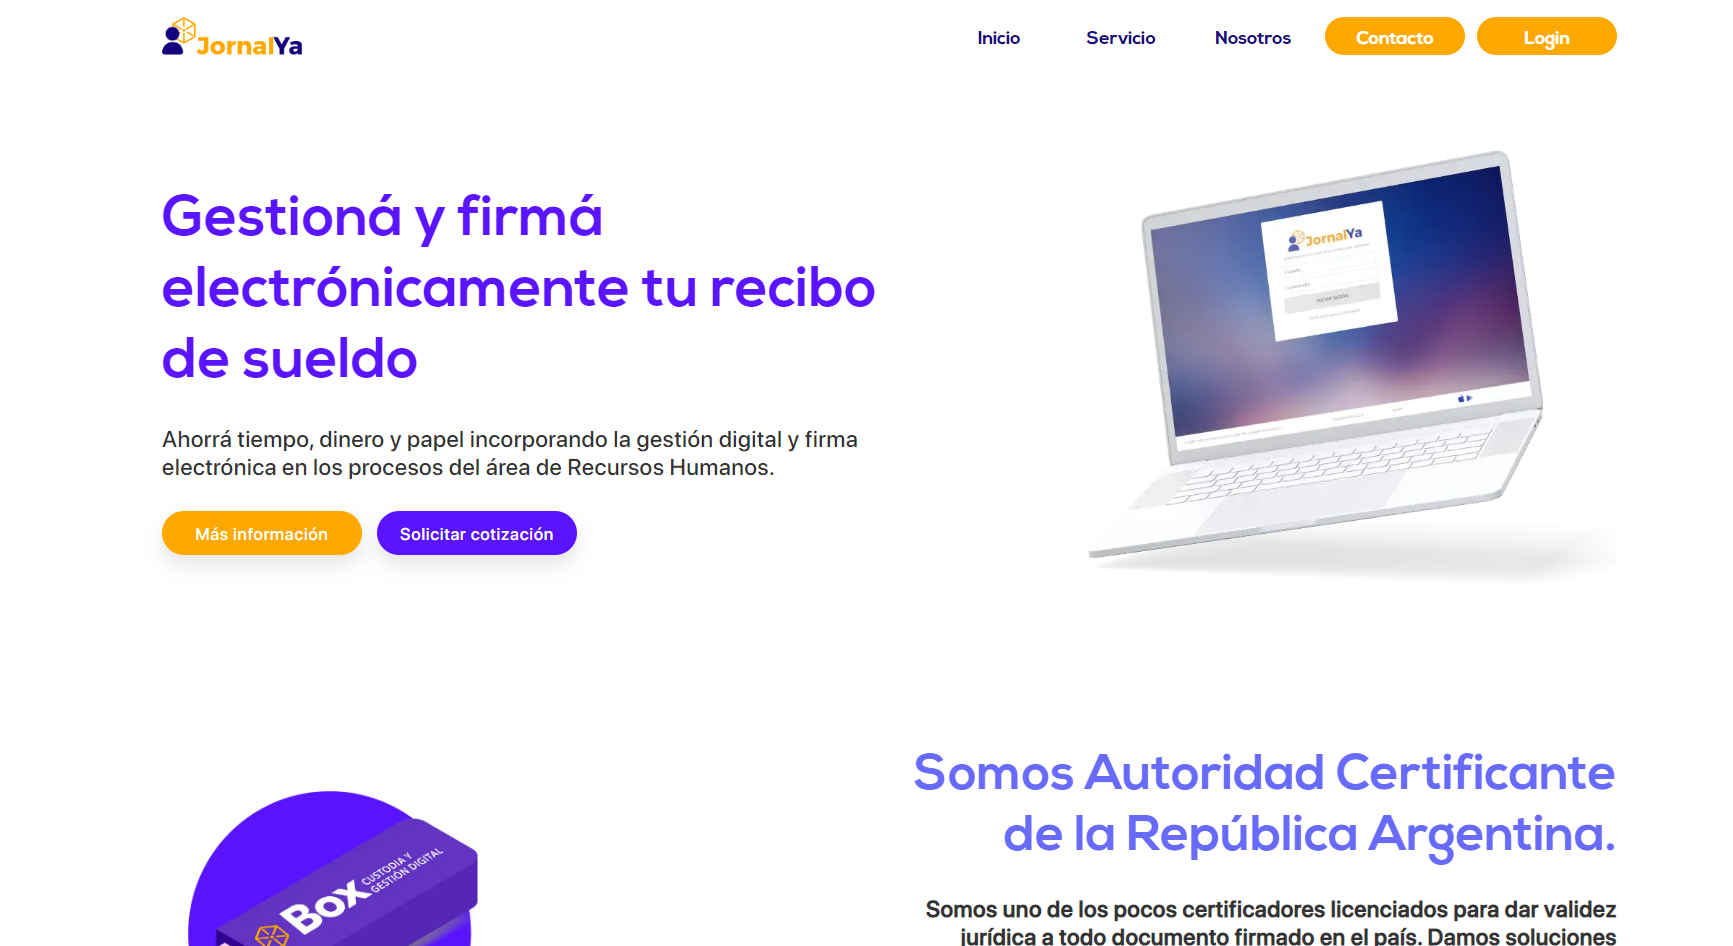 JornalYa
Inicio
Servicio
Nosotros
Contacto
Login
Gestioná y firmá
electrónicamente tu recibo
de sueldo
Ahorrá tiempo, dinero y papel incorporando la gestión digital y firma
electrónica en los procesos del área de Recursos Humanos.
Más información
Solicitar cotización
JornalYa
INICIAR SESIÓN
Somos Autoridad Certificante
de la República Argentina.
Somos uno de los pocos certificadores licenciados para dar validez
jurídica a todo documento firmado en el país. Damos soluciones
Box
CUSTODIA Y
GESTIÓN DIGITAL